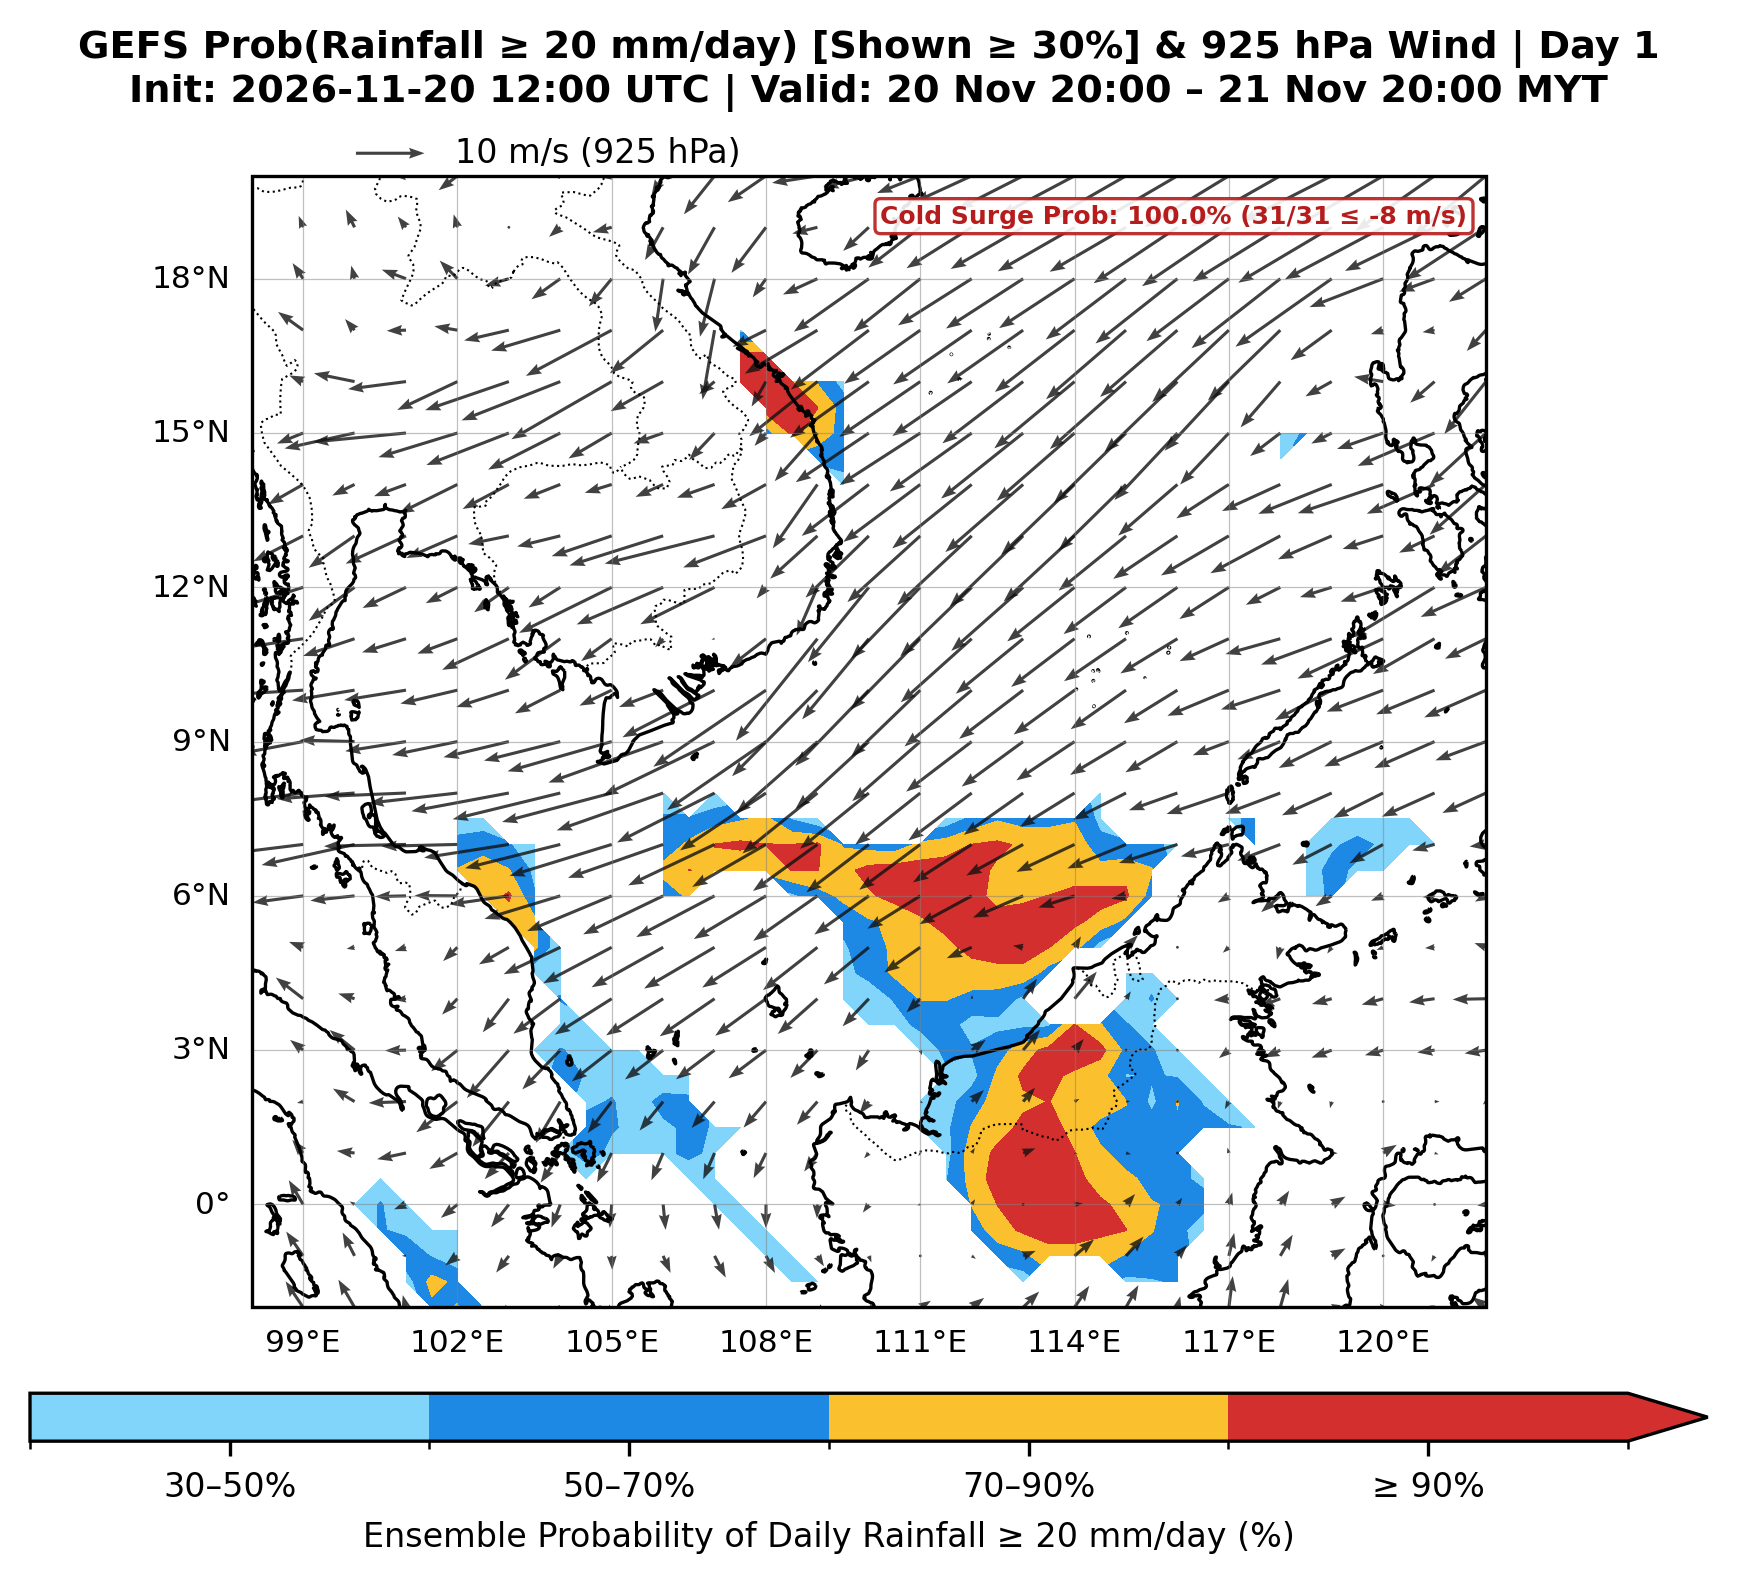 GEFS Prob(Rainfall ≥ 20 mm/day) [Shown ≥ 30%] & 925 hPa Wind | Day 1
Init: 2026-11-20 12:00 UTC | Valid: 20 Nov 20:00 – 21 Nov 20:00 MYT
10 m/s (925 hPa)
Cold Surge Prob: 100.0% (31/31 ≤ -8 m/s)
18°N
15°N
12°N
9°N
6°N
3°N
0°
99°E 102°E 105°E 108°E 111°E 114°E 117°E 120°E
30–50% 50–70% 70–90% ≥ 90%
Ensemble Probability of Daily Rainfall ≥ 20 mm/day (%)